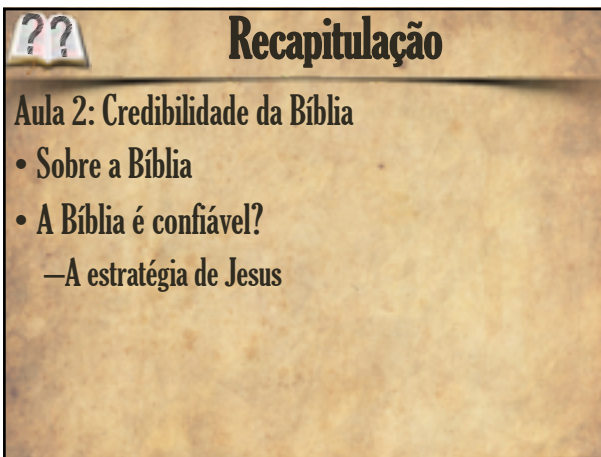 ??
Recapitulação
Aula 2: Credibilidade da Bíblia
• Sobre a Bíblia
• A Bíblia é confiável?
–A estratégia de Jesus